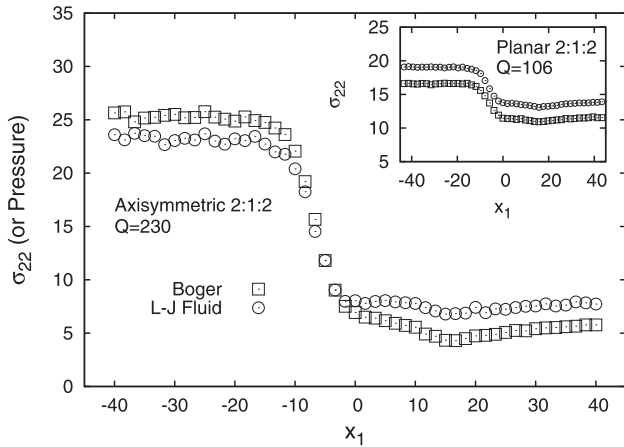 35
30
25
20
15
10
5
0
σ22 (or Pressure)
-40 -30 -20 -10 0 10 20 30 40
x1
Axisymmetric 2:1:2
Q=230
Boger
L-J Fluid
25
20
15
10
5
σ22
Planar 2:1:2
Q=106
-40 -20 0 20 40
x1